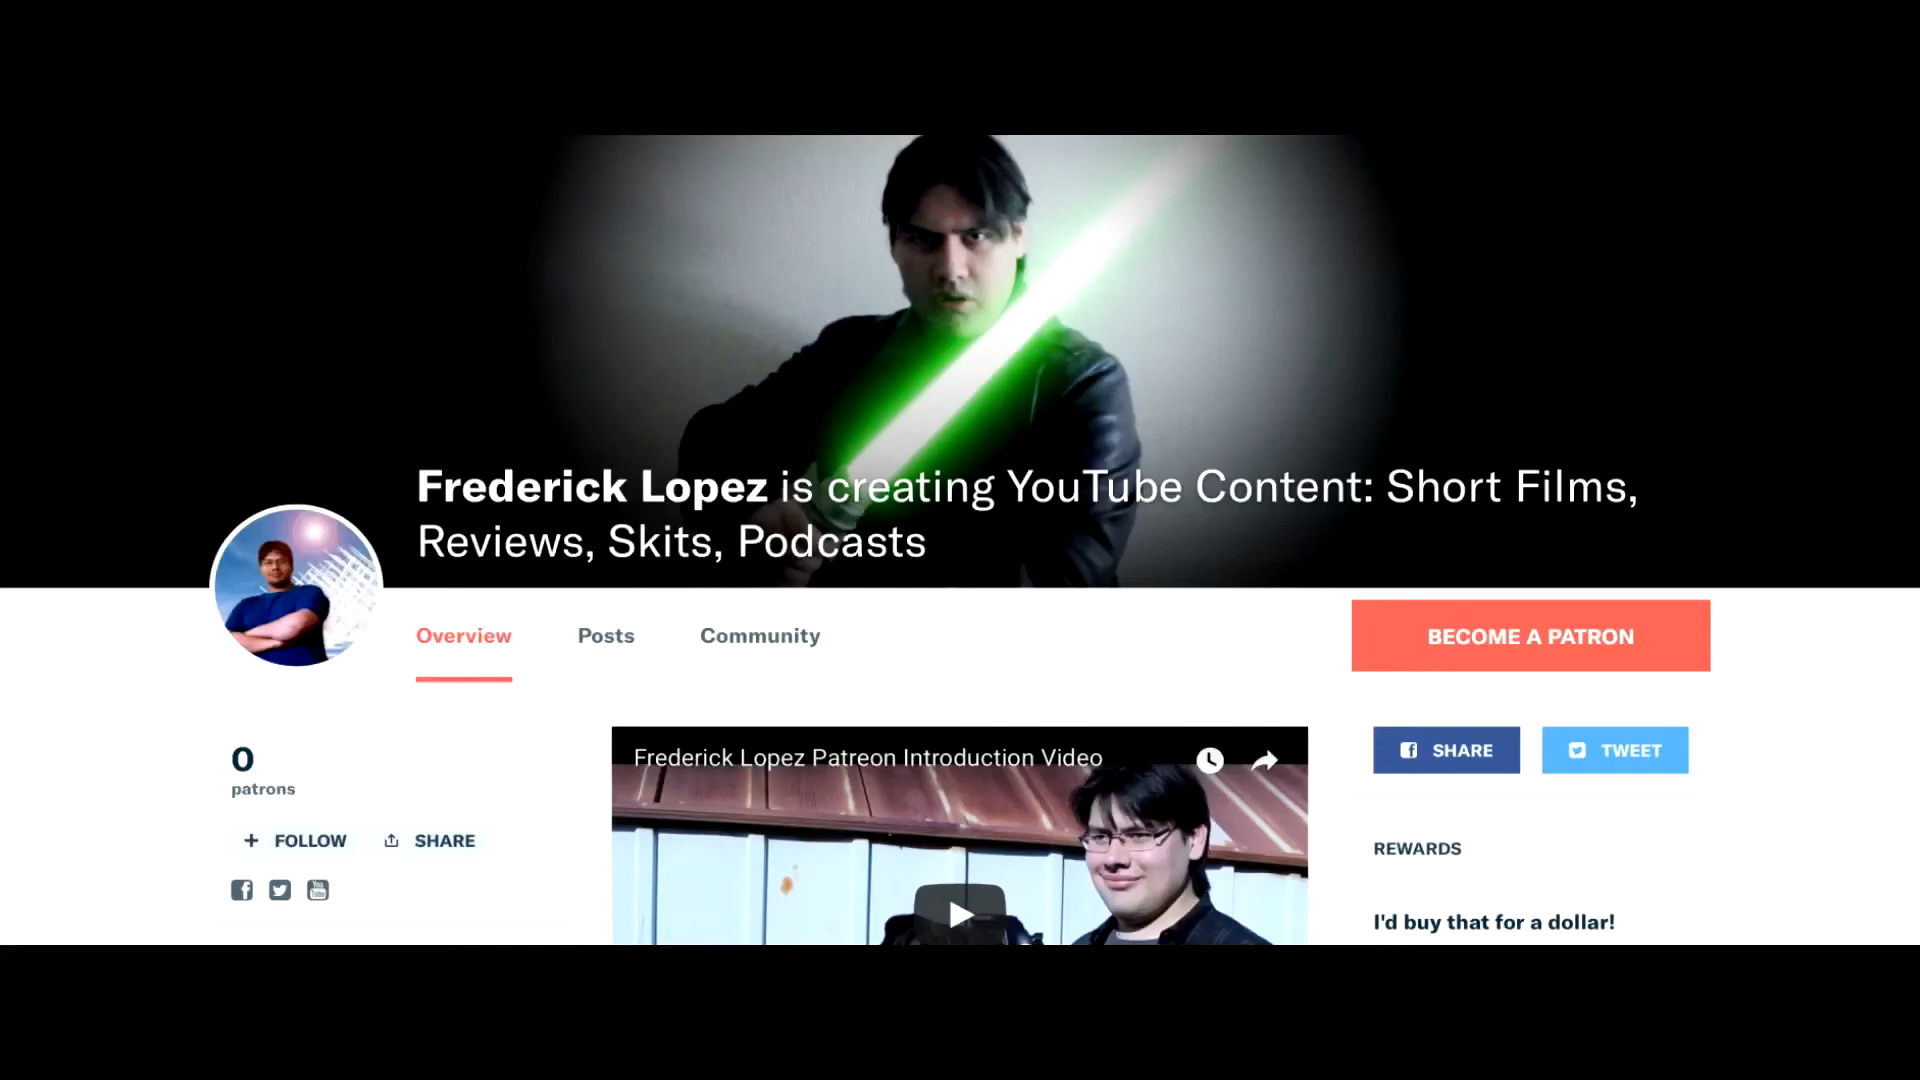 Frederick Lopez is creating YouTube Content: Short Films,
Reviews, Skits, Podcasts
Overview Posts Community
BECOME A PATRON
0
patrons
+ FOLLOW SHARE
Frederick Lopez Patreon Introduction Video
SHARE TWEET
REWARDS
I'd buy that for a dollar!